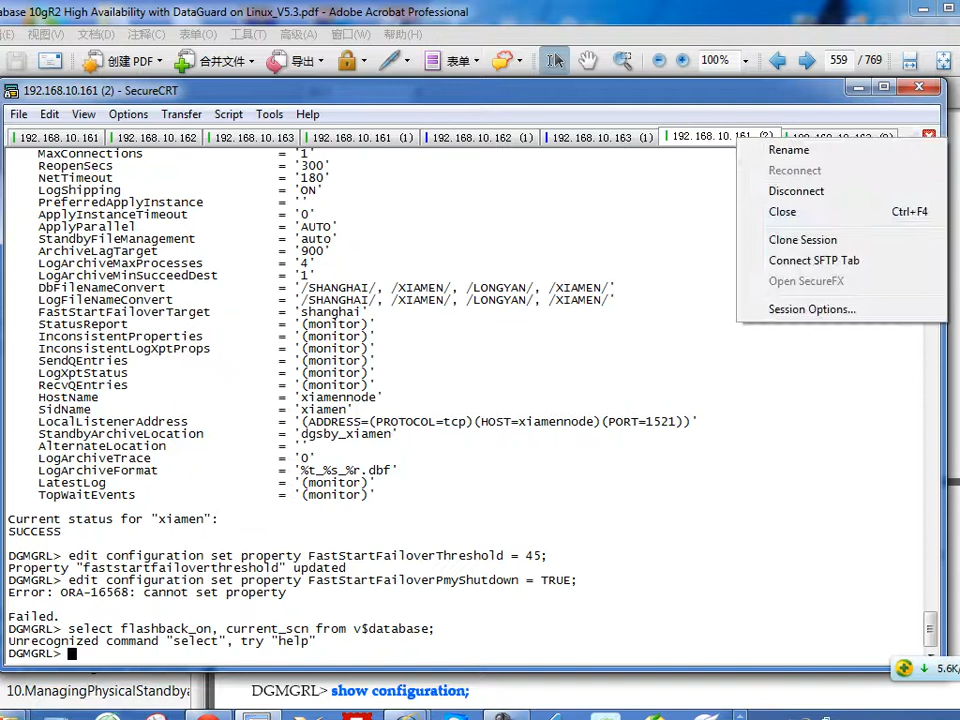 abase 10gR2 High Availability with DataGuard on Linux_V5.3.pdf - Adobe Acrobat Professional
(E) 视图(V) 文档(D) 注释(C) 表单(O) 工具(T) 高级(A) 窗口(W) 帮助(H)
创建 PDF 合并文件 导出 表单 100% 559 / 769
192.168.10.161 (2) - SecureCRT
File Edit View Options Transfer Script Tools Help
192.168.10.161 192.168.10.162 192.168.10.163 192.168.10.161 (1) 192.168.10.162 (1) 192.168.10.163 (1) 192.168.10.161 (2)
MaxConnections = '1'
ReopenSecs = '300'
NetTimeout = '180'
LogShipping = 'ON'
PreferredApplyInstance = ''
ApplyInstanceTimeout = '0'
ApplyParallel = 'AUTO'
StandbyFileManagement = 'auto'
ArchiveLagTarget = '900'
LogArchiveMaxProcesses = '4'
LogArchiveMinSucceedDest = '1'
DbFileNameConvert = '/SHANGHAI/, /XIAMEN/, /LONGYAN/, /XIAMEN/'
LogFileNameConvert = '/SHANGHAI/, /XIAMEN/, /LONGYAN/, /XIAMEN/'
FastStartFailoverTarget = 'shanghai'
StatusReport = '(monitor)'
InconsistentProperties = '(monitor)'
InconsistentLogXptProps = '(monitor)'
SendQEntries = '(monitor)'
LogXptStatus = '(monitor)'
RecvQEntries = '(monitor)'
HostName = 'xiamennode'
SidName = 'xiamen'
LocalListenerAddress = '(ADDRESS=(PROTOCOL=tcp)(HOST=xiamennode)(PORT=1521))'
StandbyArchiveLocation = 'dgsby_xiamen'
AlternateLocation = ''
LogArchiveTrace = '0'
LogArchiveFormat = '%t_%s_%r.dbf'
LatestLog = '(monitor)'
TopWaitEvents = '(monitor)'
Current status for "xiamen":
SUCCESS
DGMGRL> edit configuration set property FastStartFailoverThreshold = 45;
Property "faststartfailoverthreshold" updated
DGMGRL> edit configuration set property FastStartFailoverPmyShutdown = TRUE;
Error: ORA-16568: cannot set property
Failed.
DGMGRL> select flashback_on, current_scn from v$database;
Unrecognized command "select", try "help"
DGMGRL>
Rename
Reconnect
Disconnect
Close Ctrl+F4
Clone Session
Connect SFTP Tab
Open SecureFX
Session Options...
5.6K/
10.ManagingPhysicalStandby
DGMGRL> show configuration;